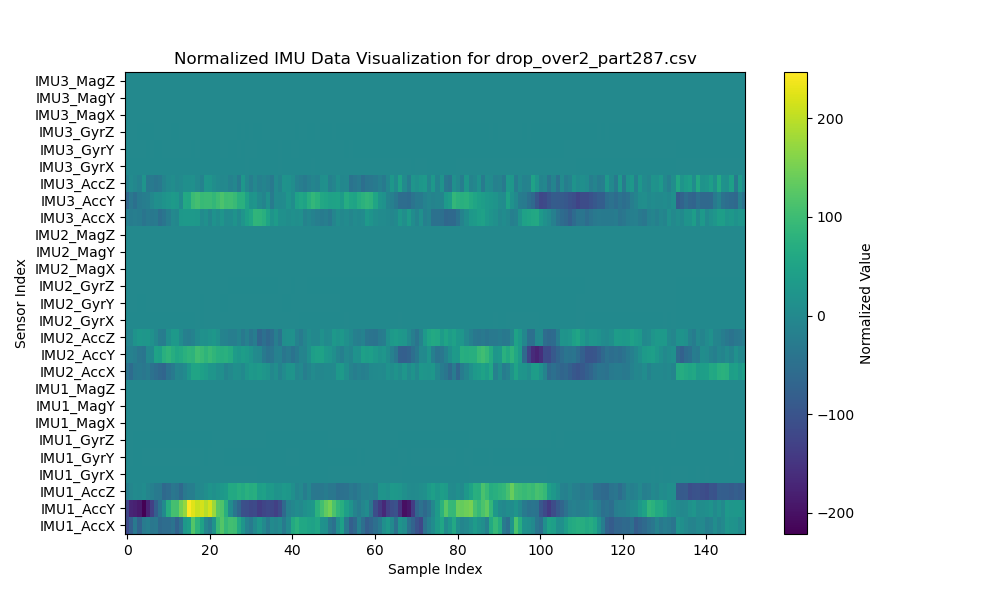 Normalized IMU Data Visualization for drop_over2_part287.csv
IMU3_MagZ
IMU3_MagY
IMU3_MagX
IMU3_GyrZ
IMU3_GyrY
IMU3_GyrX
IMU3_AccZ
IMU3_AccY
IMU3_AccX
IMU2_MagZ
IMU2_MagY
IMU2_MagX
IMU2_GyrZ
IMU2_GyrY
IMU2_GyrX
IMU2_AccZ
IMU2_AccY
IMU2_AccX
IMU1_MagZ
IMU1_MagY
IMU1_MagX
IMU1_GyrZ
IMU1_GyrY
IMU1_GyrX
IMU1_AccZ
IMU1_AccY
IMU1_AccX
Sensor Index
0 20 40 60 80 100 120 140
Sample Index
200
100
0
−100
−200
Normalized Value